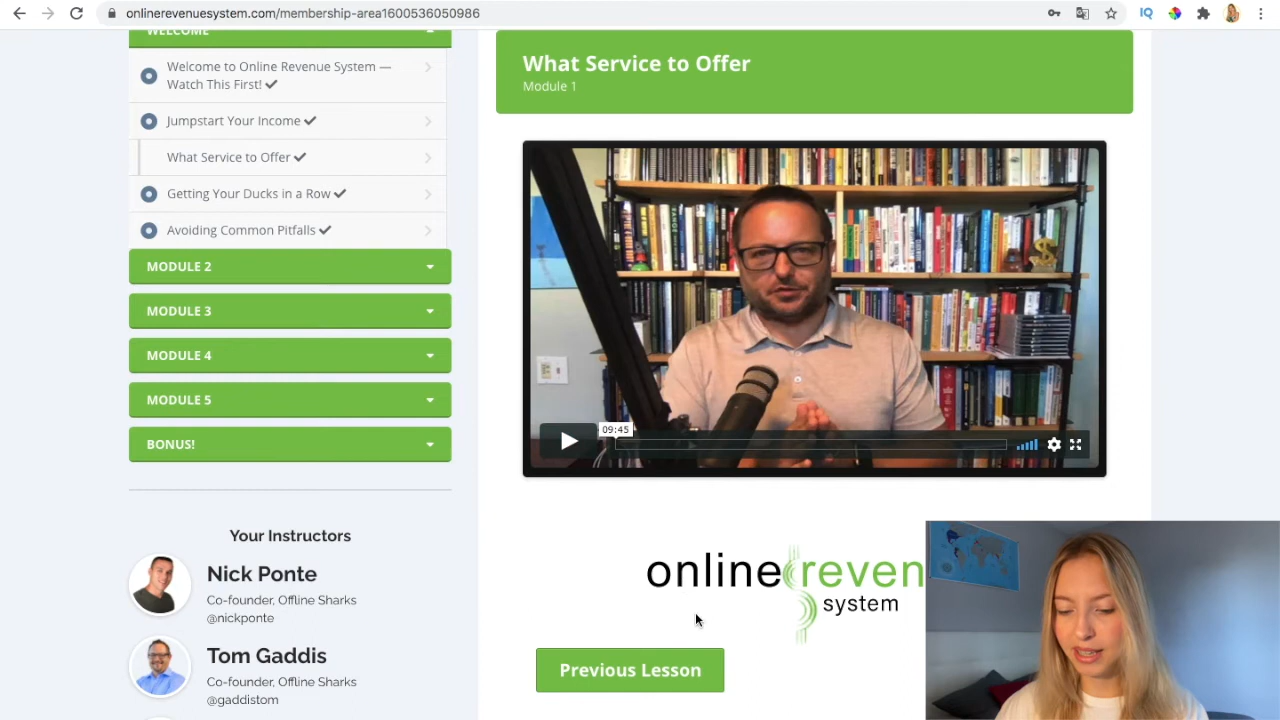 onlinerevenuesystem.com/membership-area1600536050986
WELCOME
Welcome to Online Revenue System —
Watch This First! ✔
Jumpstart Your Income ✔
What Service to Offer ✔
Getting Your Ducks in a Row ✔
Avoiding Common Pitfalls ✔
MODULE 2
MODULE 3
MODULE 4
MODULE 5
BONUS!
Your Instructors
Nick Ponte
Co-founder, Offline Sharks
@nickponte
Tom Gaddis
Co-founder, Offline Sharks
@gaddistom
What Service to Offer
Module 1
09:45
onlinereven
system
Previous Lesson
IQ